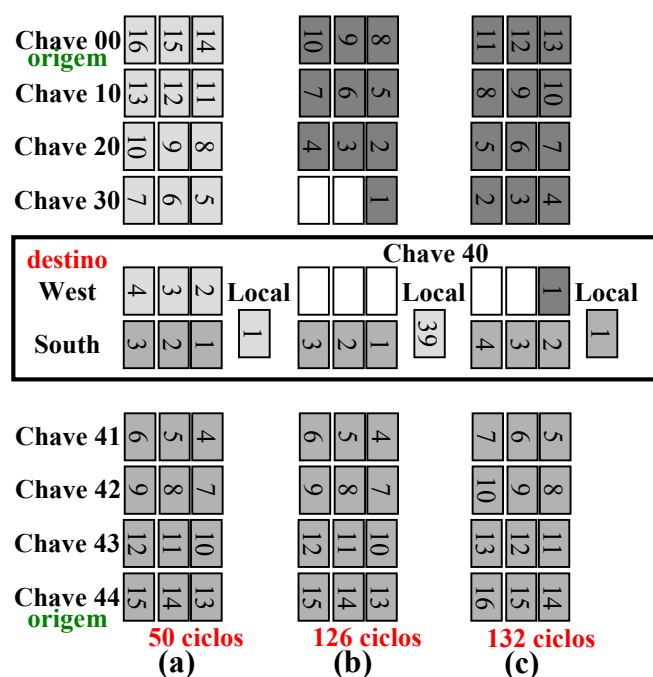 Chave 00 16 15 14 10 9 8 11 12 13
origem
Chave 10 13 12 11 7 6 5 8 9 10
Chave 20 10 9 8 4 3 2 5 6 7
Chave 30 7 6 5 1 2 3 4
destino Chave 40
West 4 3 2 Local Local 1 Local
1 39 1
South 3 2 1 3 2 1 4 3 2
Chave 41 6 5 4 6 5 4 7 6 5
Chave 42 9 8 7 9 8 7 10 9 8
Chave 43 12 11 10 12 11 10 13 12 11
Chave 44 15 14 13 15 14 13 16 15 14
origem
50 ciclos 126 ciclos 132 ciclos
(a) (b) (c)